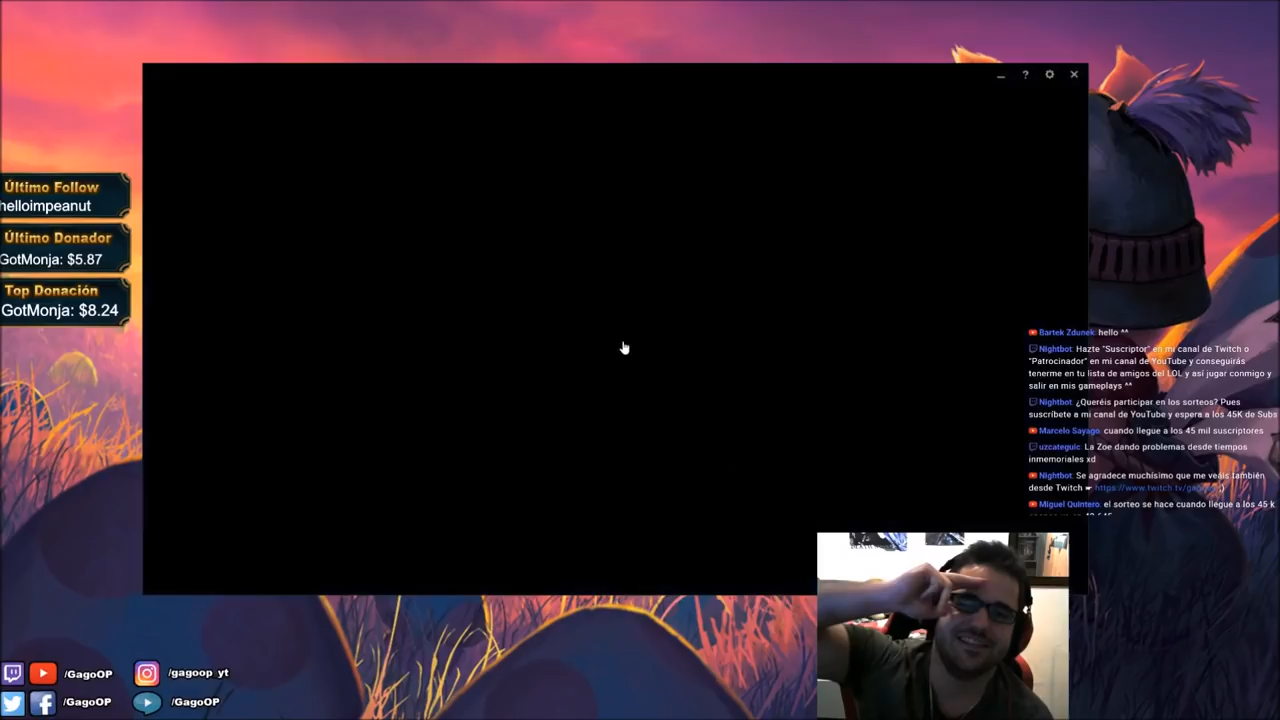 Último Follow
helloimpeanut
Último Donador
GotMonja: $5.87
Top Donación
GotMonja: $8.24
?
Bartek Zdunek: hello ^^
Nightbot: Hazte "Suscriptor" en mi canal de Twitch o
"Patrocinador" en mi canal de YouTube y conseguirás
tenerme en tu lista de amigos del LOL y así jugar conmigo y
salir en mis gameplays ^^
Nightbot: ¿Queréis participar en los sorteos? Pues
suscríbete a mi canal de YouTube y espera a lós 45K de Subs
Marcelo Sayago: cuando llegue a los 45 mil suscriptores
uzcateguic: La Zoe dando problemas desde tiempos
inmemoriales xd
Nightbot: Se agradece muchísimo que me veáis también
desde Twitch ☛ https://www.twitch.tv/
Miguel Quintero: el sorteo se hace cuando llegue a los 45 k
/GagoOP
/gagoop_yt
/GagoOP
/GagoOP